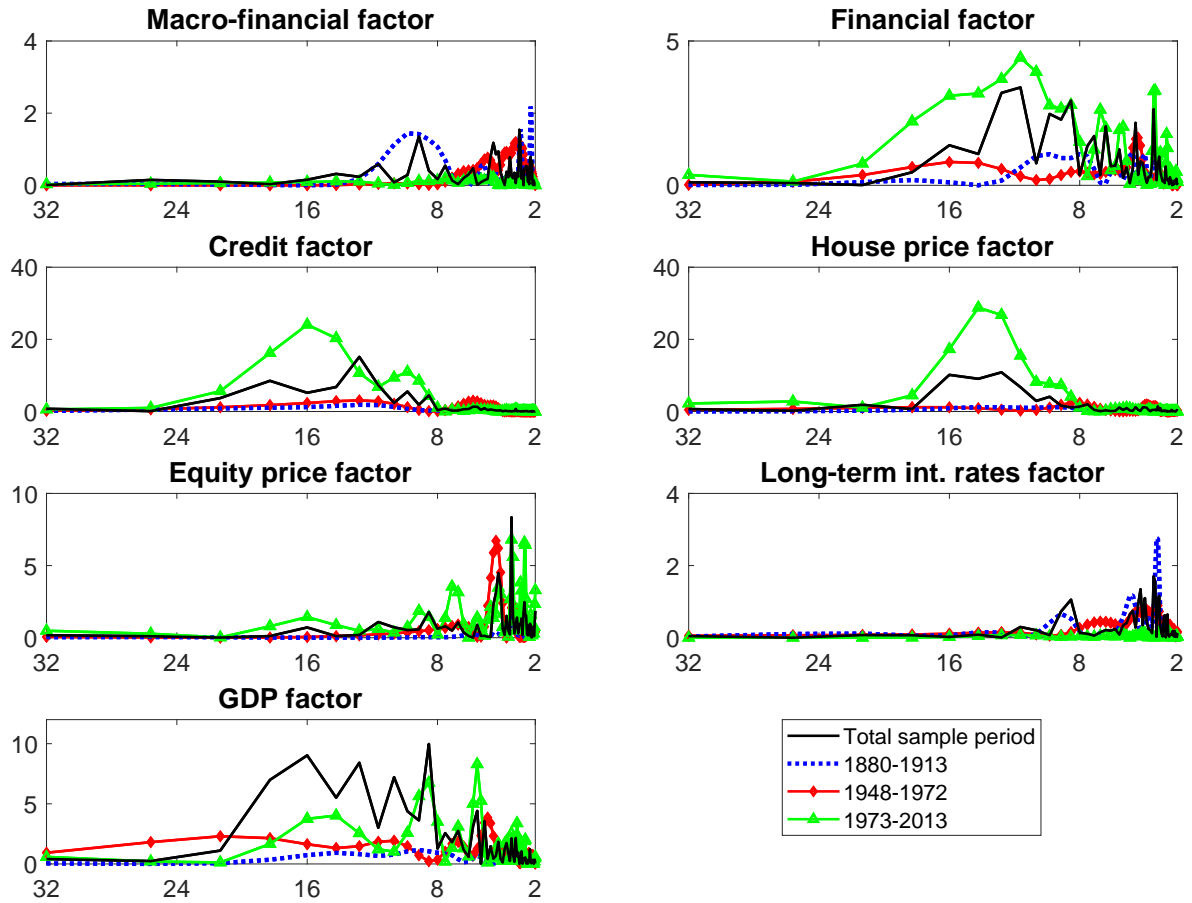 Macro-financial factor
4
2
0
32 24 16 8 2
Financial factor
5
0
32 24 16 8 2
Credit factor
40
20
0
32 24 16 8 2
House price factor
40
20
0
32 24 16 8 2
Equity price factor
10
5
0
32 24 16 8 2
Long-term int. rates factor
4
2
0
32 24 16 8 2
GDP factor
10
5
0
32 24 16 8 2
Total sample period
1880-1913
1948-1972
1973-2013